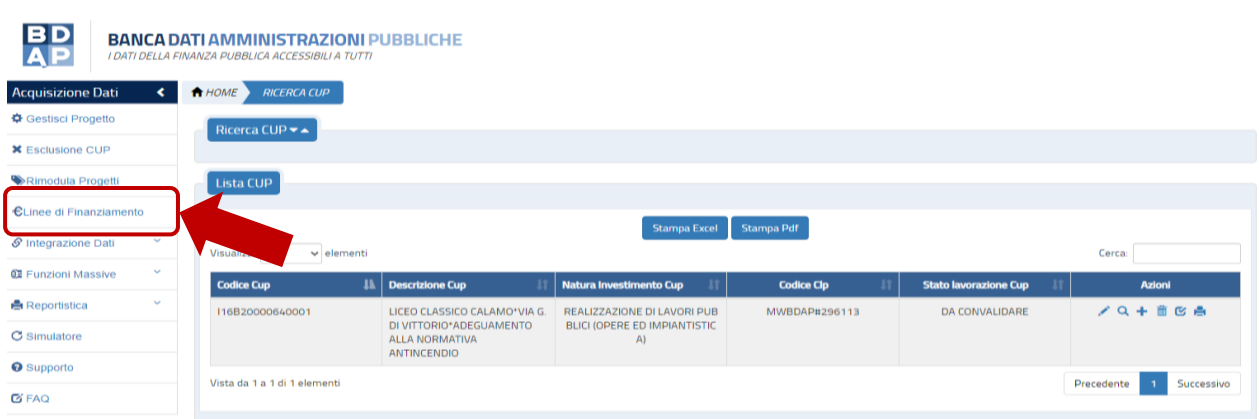 BD
AP
BANCA DATI AMMINISTRAZIONI PUBBLICHE
I DATI DELLA FINANZA PUBBLICA ACCESSIBILI A TUTTI
Acquisizione Dati
HOME RICERCA CUP
Gestisci Progetto
Esclusione CUP
Rimodula Progetti
€Linee di Finanziamento
Integrazione Dati
Funzioni Massive
Reportistica
Simulatore
Supporto
FAQ
Ricerca CUP
Lista CUP
Stampa Excel Stampa Pdf
elementi Cerca:
Codice Cup Descrizione Cup Natura Investimento Cup Codice Clp Stato lavorazione Cup Azioni
I16B20000640001
LICEO CLASSICO CALAMO*VIA G.
DI VITTORIO*ADEGUAMENTO
ALLA NORMATIVA
ANTINCENDIO
REALIZZAZIONE DI LAVORI PUB
BLICI (OPERE ED IMPIANTISTIC
A)
MWBDAP#296113
DA CONVALIDARE
Vista da 1 a 1 di 1 elementi
Precedente 1 Successivo